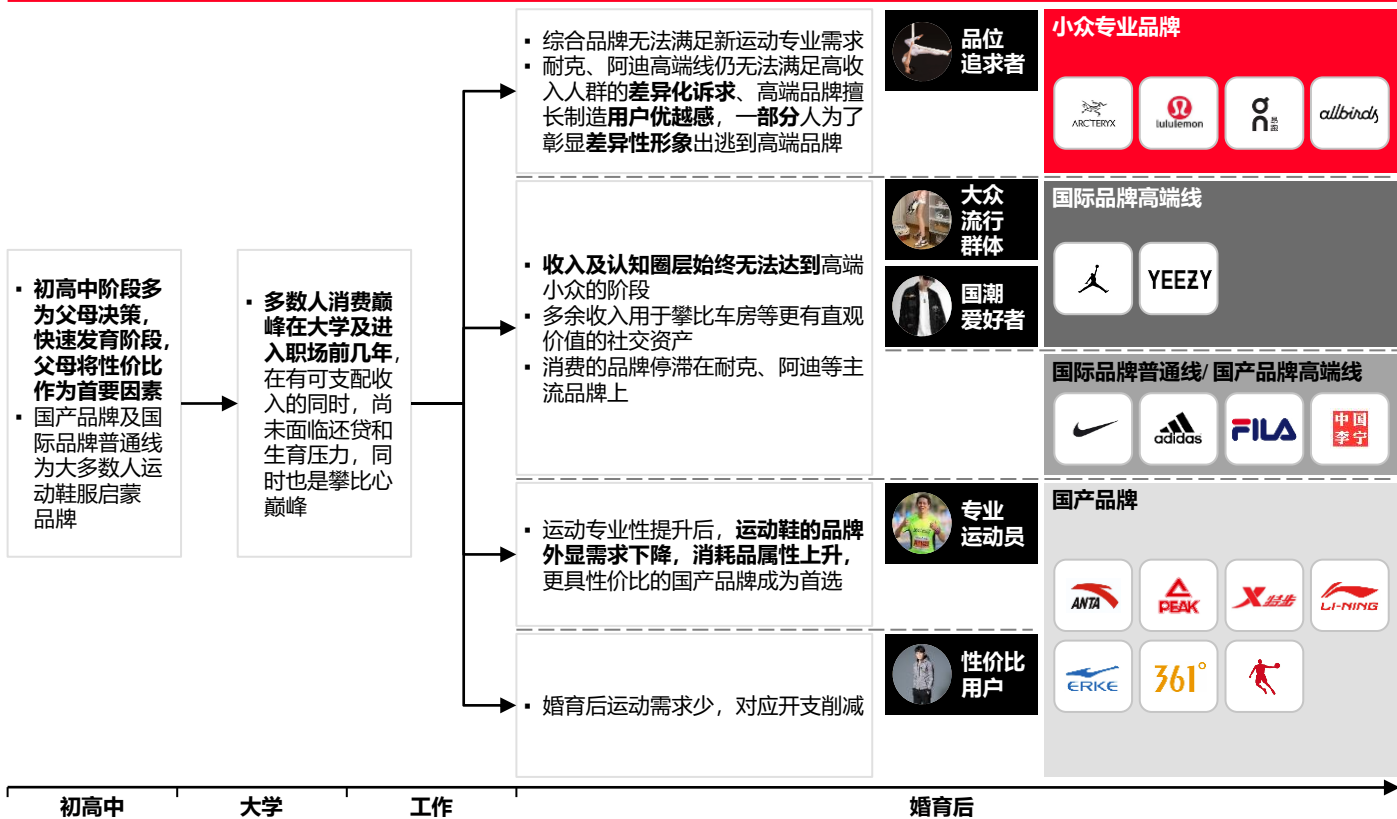 ▪ 初高中阶段多
为父母决策，
快速发育阶段，
父母将性价比
作为首要因素
▪ 国产品牌及国
际品牌普通线
为大多数人运
动鞋服启蒙
品牌
▪ 多数人消费巅
峰在大学及进
入职场前几年，
在有可支配收
入的同时，尚
未面临还贷和
生育压力，同
时也是攀比心
巅峰
▪ 综合品牌无法满足新运动专业需求
▪ 耐克、阿迪高端线仍无法满足高收
入人群的差异化诉求、高端品牌擅
长制造用户优越感，一部分人为了
彰显差异性形象出逃到高端品牌
品位
追求者
小众专业品牌
ARC'TERYX
lululemon
on
昂跑
allbirds
▪ 收入及认知圈层始终无法达到高端
小众的阶段
▪ 多余收入用于攀比车房等更有直观
价值的社交资产
▪ 消费的品牌停滞在耐克、阿迪等主
流品牌上
大众
流行
群体
国潮
爱好者
国际品牌高端线
YEEZY
国际品牌普通线/ 国产品牌高端线
adidas
FILA
中国
李宁
▪ 运动专业性提升后，运动鞋的品牌
外显需求下降，消耗品属性上升，
更具性价比的国产品牌成为首选
专业
运动员
国产品牌
ANTA
PEAK
X特步
LI-NING
ERKE
361°
▪ 婚育后运动需求少，对应开支削减
性价比
用户
初高中
大学
工作
婚育后